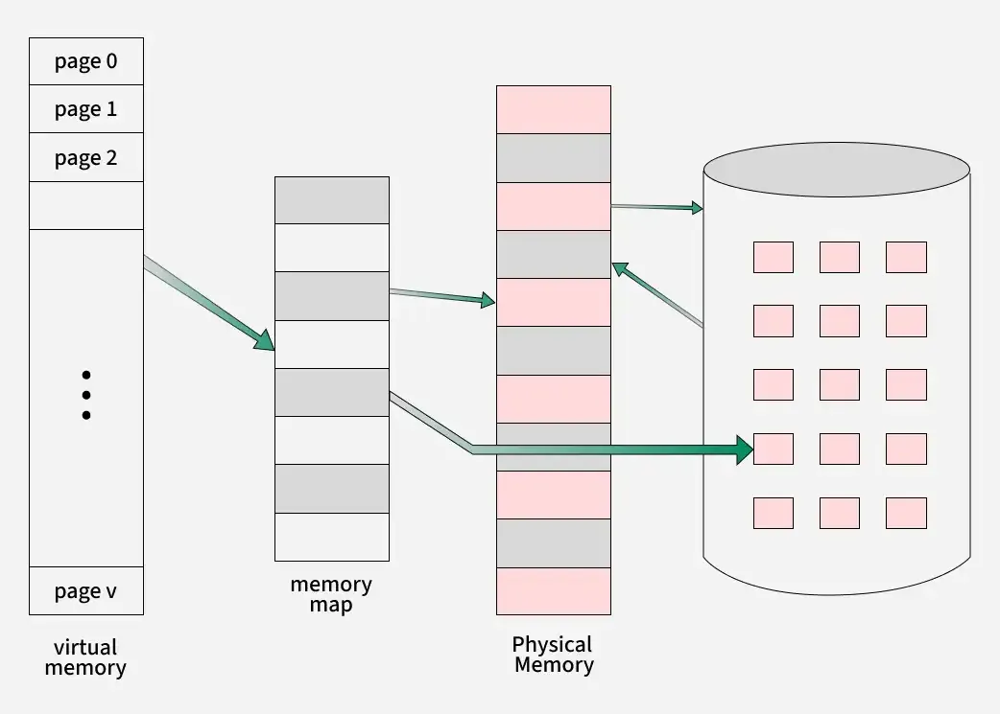 page 0
page 1
page 2
page v
virtual
memory
memory
map
Physical
Memory